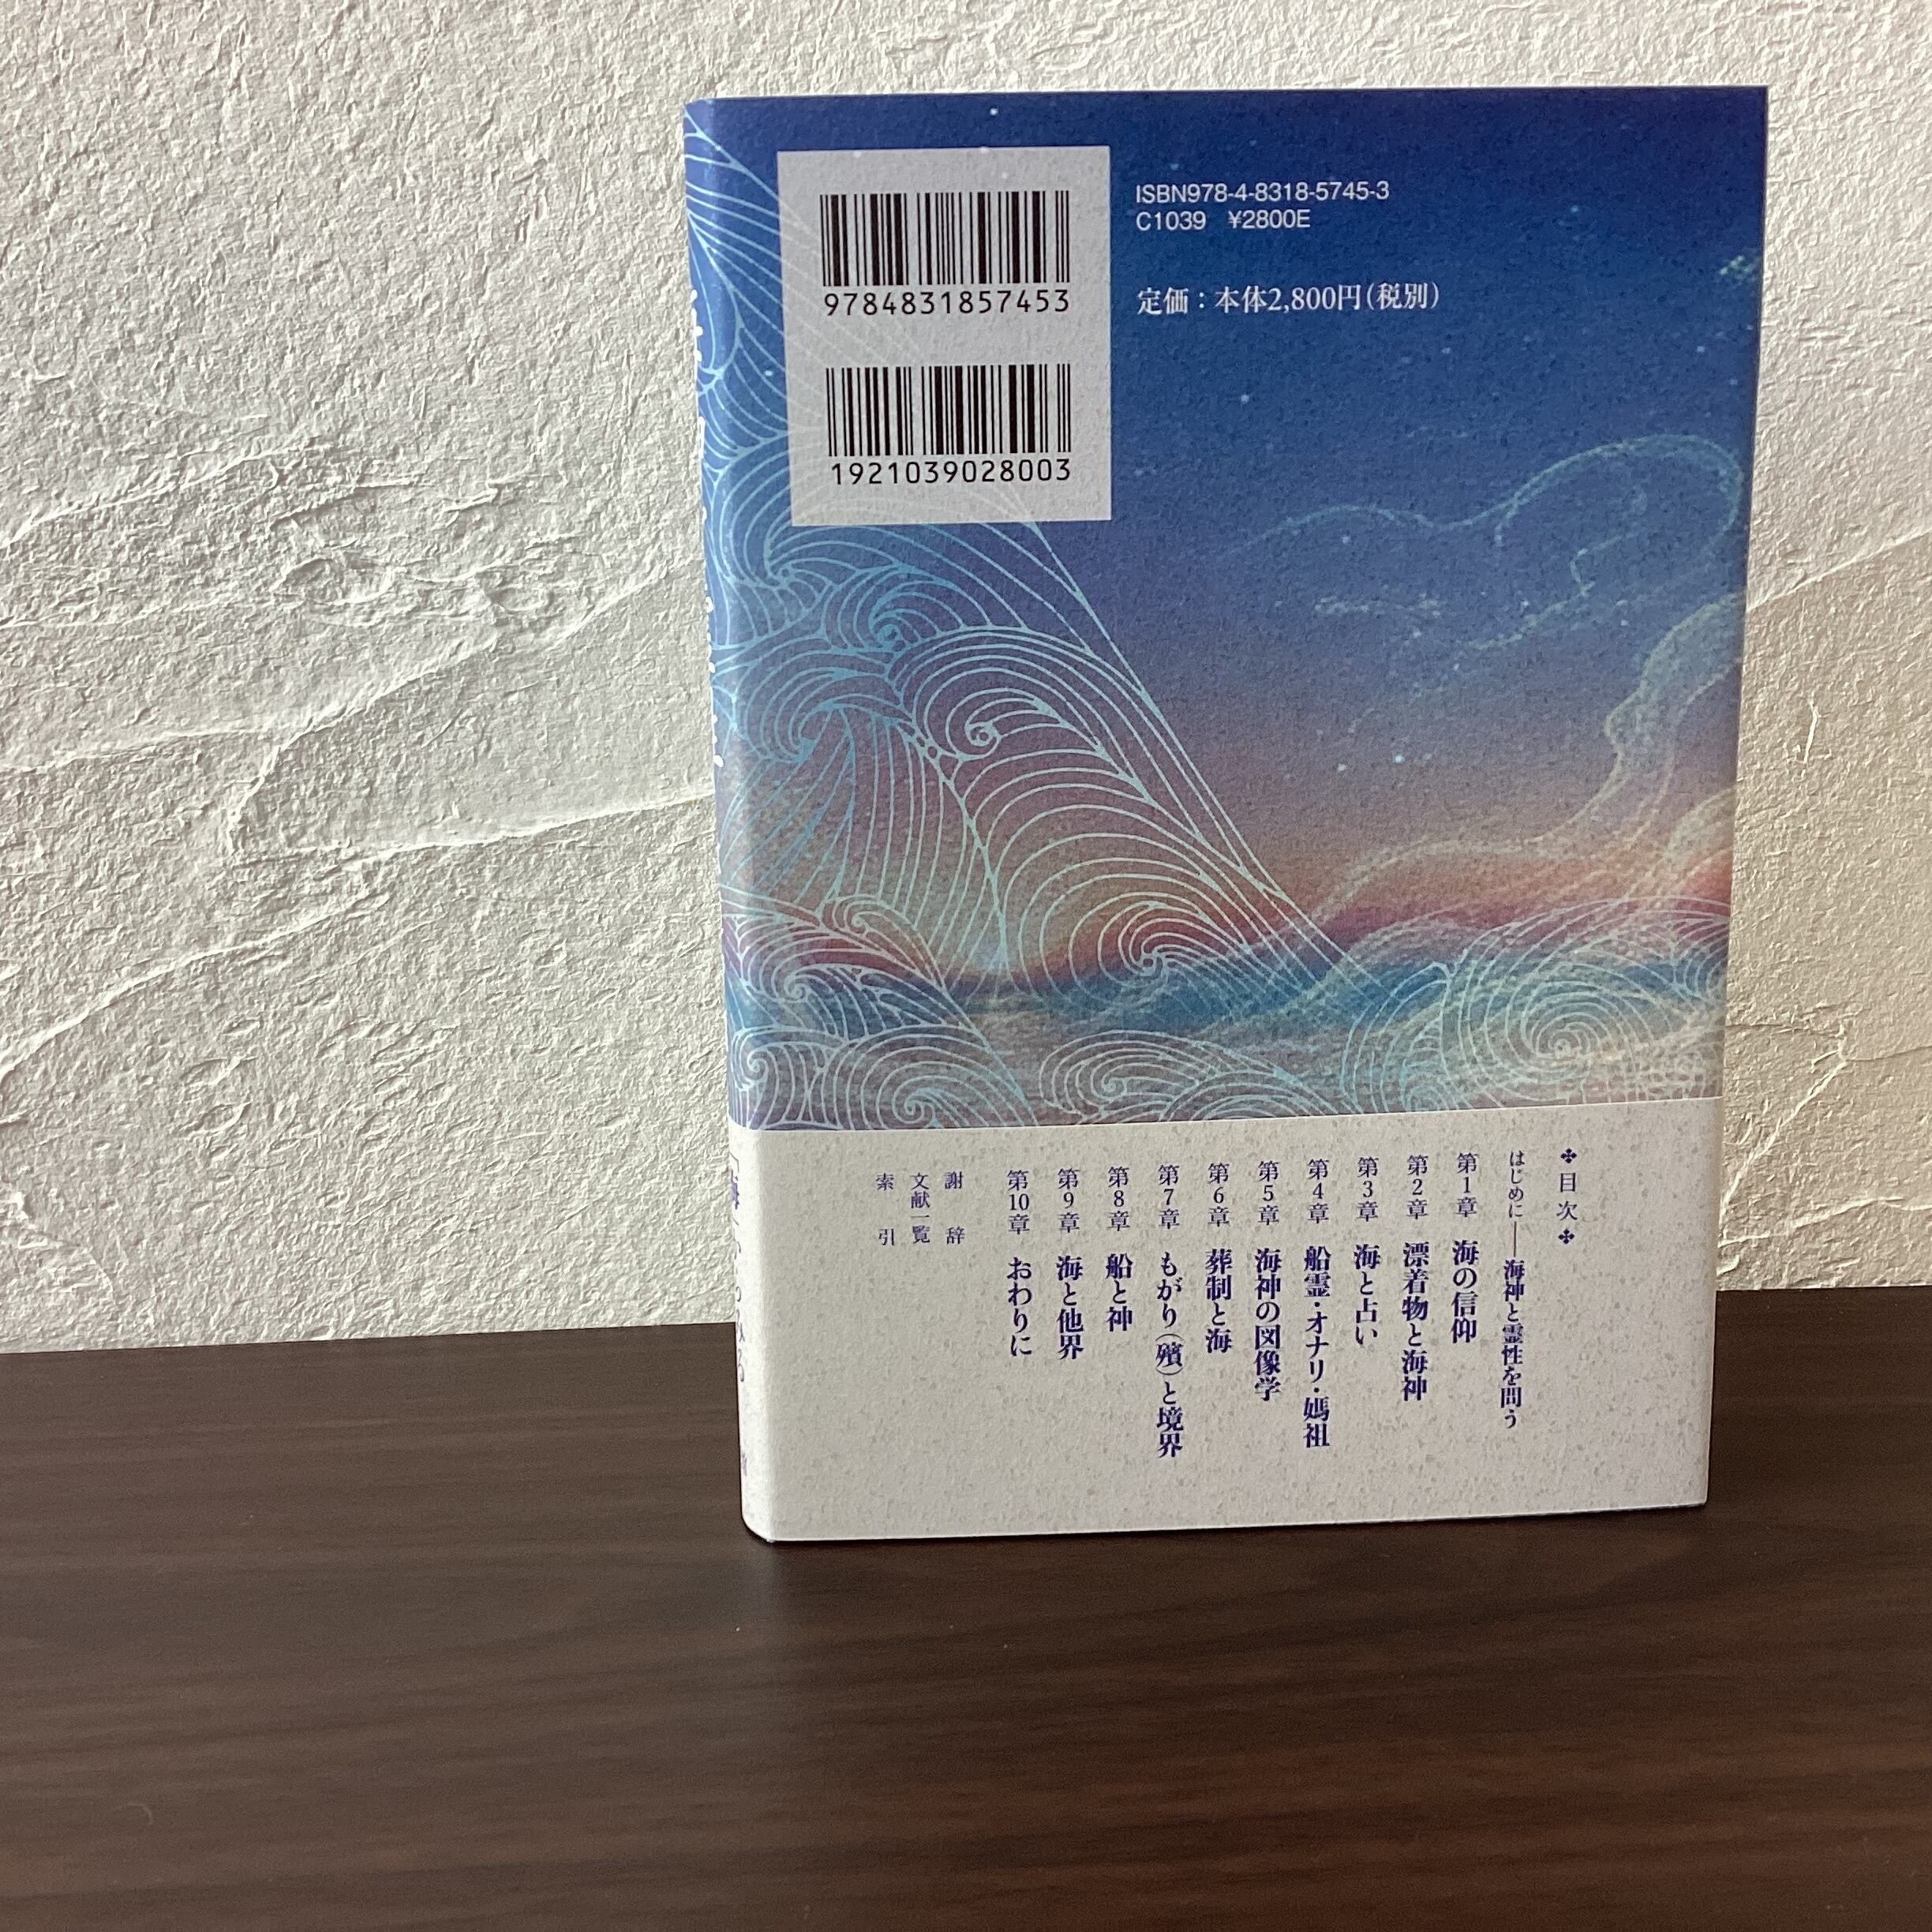 9784831857453
1921039028003
ISBN978-4-8318-5745-3
C1039 ¥2800E
定価：本体2,800円（税別）
✤目次✤
はじめに――海神と霊性を問う
第1章 海の信仰
第2章 漂着物と海神
第3章 海と占い
第4章 船霊・オナリ・媽祖
第5章 海神の図像学
第6章 葬制と海
第7章 もがり（殯）と境界
第8章 船と神
第9章 海と他界
第10章 おわりに
謝辞
文献一覧
索引